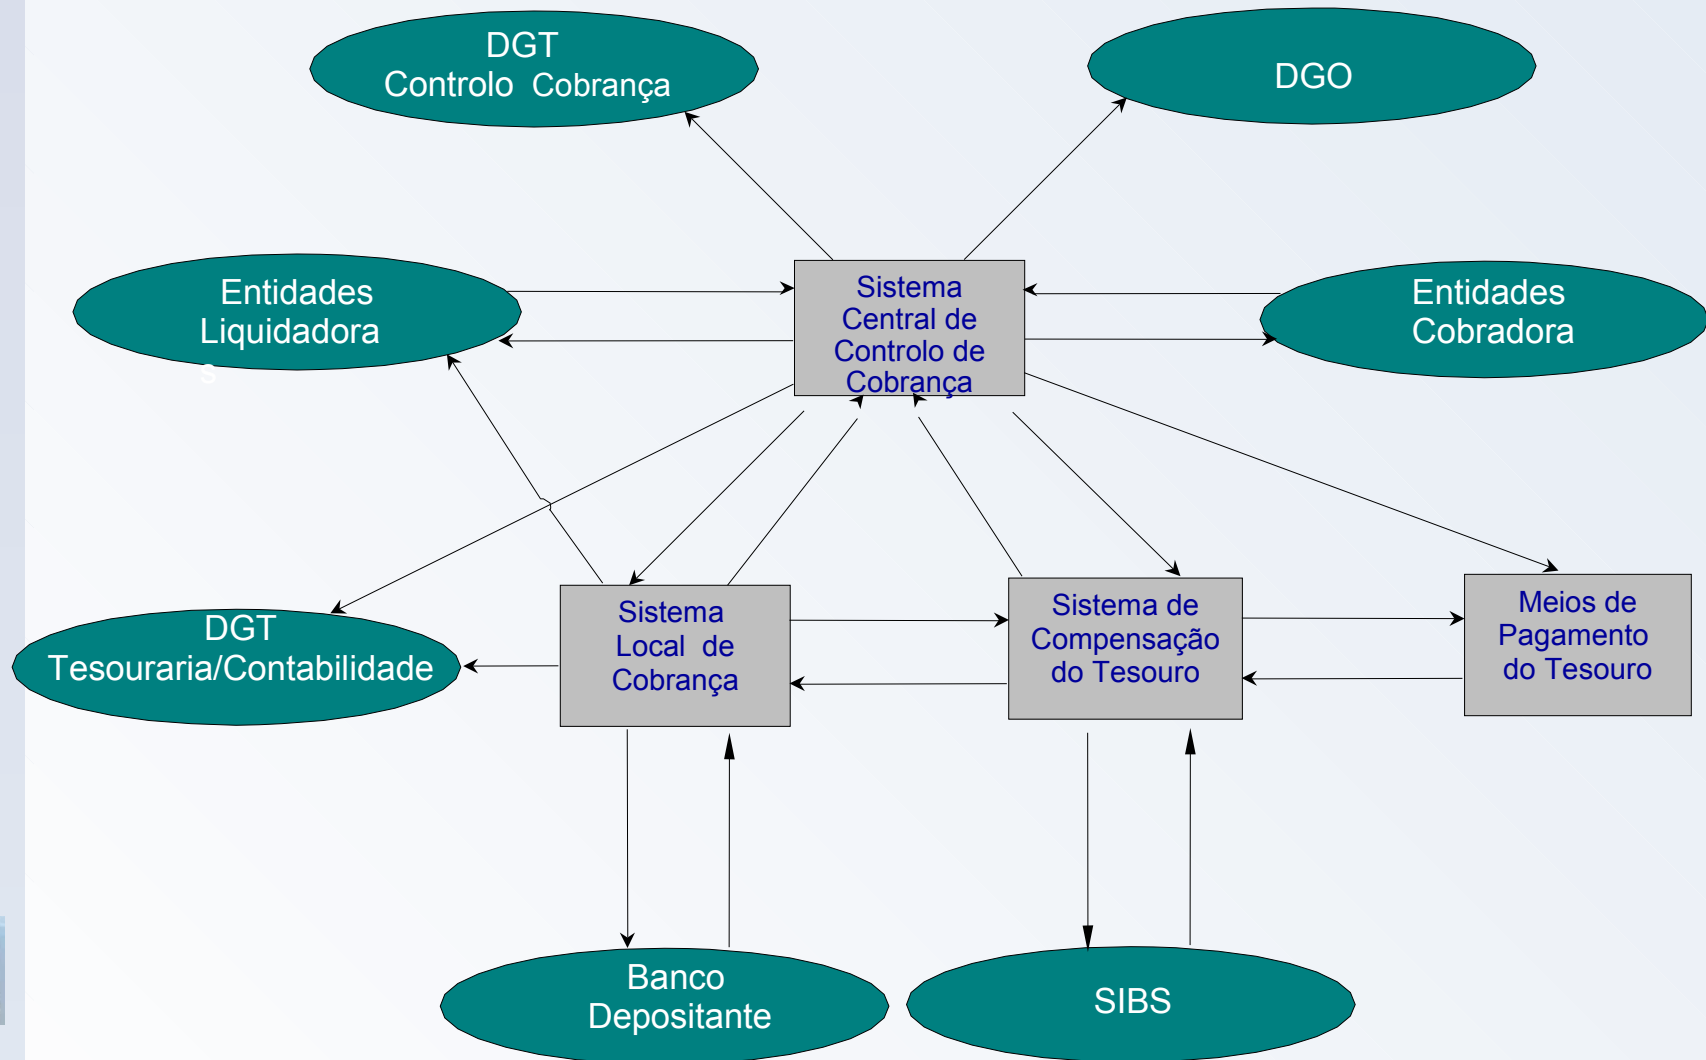 DGT
Controlo Cobrança
DGO
Entidades
Liquidadora
s
Sistema
Central de
Controlo de
Cobrança
Entidades
Cobradora
DGT
Tesouraria/Contabilidade
Sistema
Local de
Cobrança
Sistema de
Compensação
do Tesouro
Meios de
Pagamento
do Tesouro
Banco
Depositante
SIBS